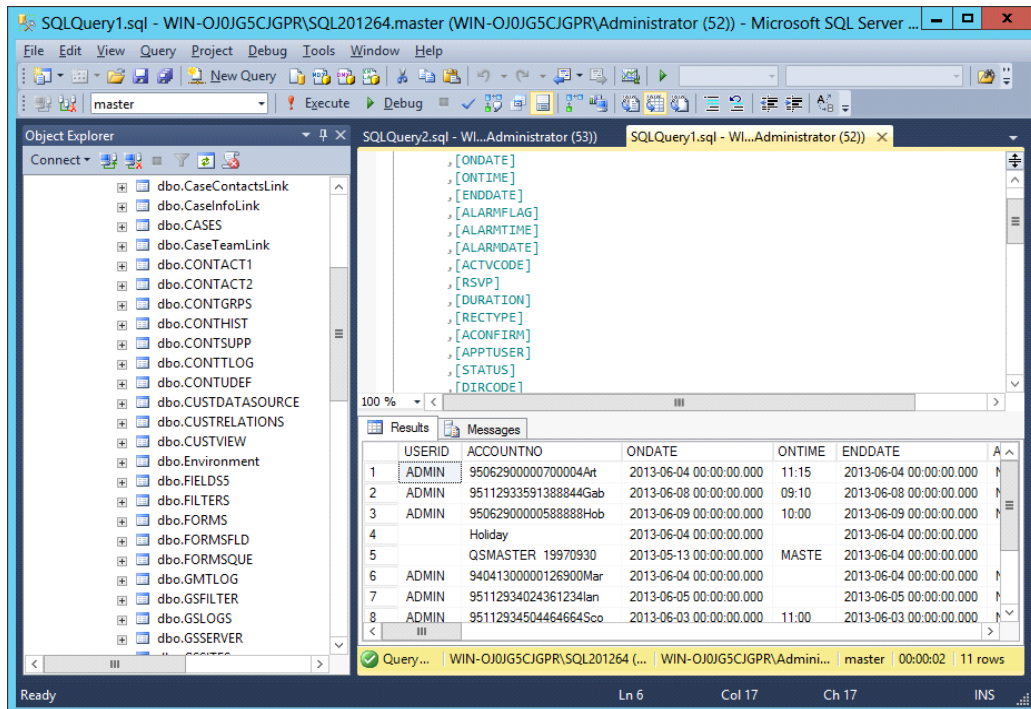 SQLQuery1.sql - WIN-OJ0JG5CJGPR\SQL201264.master (WIN-OJ0JG5CJGPR\Administrator (52)) - Microsoft SQL Server ...
File Edit View Query Project Debug Tools Window Help
New Query
master Execute Debug
Object Explorer
Connect
dbo.CaseContactsLink
dbo.CaseInfoLink
dbo.CASES
dbo.CaseTeamLink
dbo.CONTACT1
dbo.CONTACT2
dbo.CONTGRPS
dbo.CONTHIST
dbo.CONTSUPP
dbo.CONTTLOG
dbo.CONTUDEF
dbo.CUSTDATASOURCE
dbo.CUSTRELATIONS
dbo.CUSTVIEW
dbo.Environment
dbo.FIELDS5
dbo.FILTERS
dbo.FORMS
dbo.FORMSFLD
dbo.FORMSQUE
dbo.GMTLOG
dbo.GSFILTER
dbo.GSLOGS
dbo.GSSERVER
SQLQuery2.sql - WI...Administrator (53)) SQLQuery1.sql - WI...Administrator (52))
,[ONDATE]
,[ONTIME]
,[ENDDATE]
,[ALARMFLAG]
,[ALARMTIME]
,[ALARMDATE]
,[ACTVCODE]
,[RSVP]
,[DURATION]
,[RECTYPE]
,[ACONFIRM]
,[APPTUSER]
,[STATUS]
,[DIRCODE]
100 %
Results Messages
USERID ACCOUNTNO ONDATE ONTIME ENDDATE A
1 ADMIN 95062900000700004Art 2013-06-04 00:00:00.000 11:15 2013-06-04 00:00:00.000
2 ADMIN 95112933591388844Gab 2013-06-08 00:00:00.000 09:10 2013-06-08 00:00:00.000
3 ADMIN 95062900000588888Hob 2013-06-09 00:00:00.000 10:00 2013-06-09 00:00:00.000
4 Holiday 2013-06-04 00:00:00.000 2013-06-04 00:00:00.000
5 QSMASTER 19970930 2013-05-13 00:00:00.000 MASTE 2013-06-04 00:00:00.000
6 ADMIN 94041300000126900Mar 2013-06-04 00:00:00.000 2013-06-04 00:00:00.000
7 ADMIN 95112934024361234Ian 2013-06-05 00:00:00.000 2013-06-05 00:00:00.000
8 ADMIN 95112934504464664Sco 2013-06-03 00:00:00.000 11:00 2013-06-03 00:00:00.000
Query... WIN-OJ0JG5CJGPR\SQL201264 (... WIN-OJ0JG5CJGPR\Admini... master 00:00:02 11 rows
Ready Ln 6 Col 17 Ch 17 INS